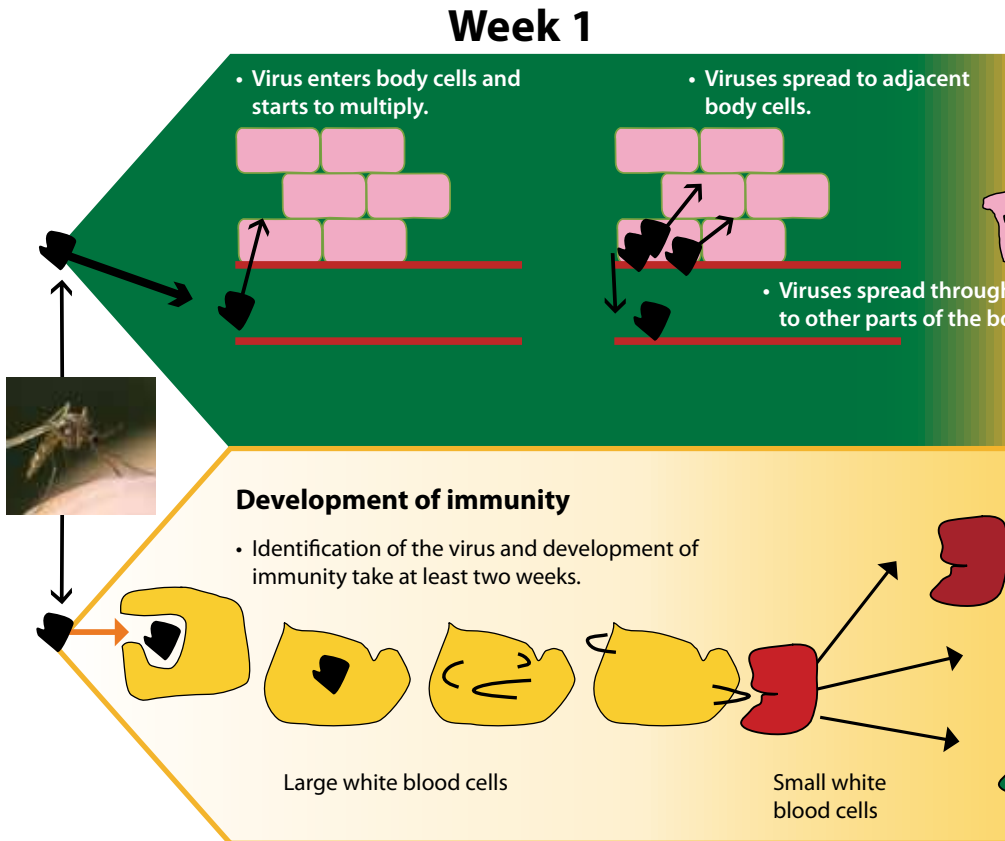 Week 1
• Virus enters body cells and
starts to multiply.
• Viruses spread to adjacent
body cells.
• Viruses spread through
to other parts of the
Development of immunity
• Identification of the virus and development of
immunity take at least two weeks.
Large white blood cells
Small white
blood cells